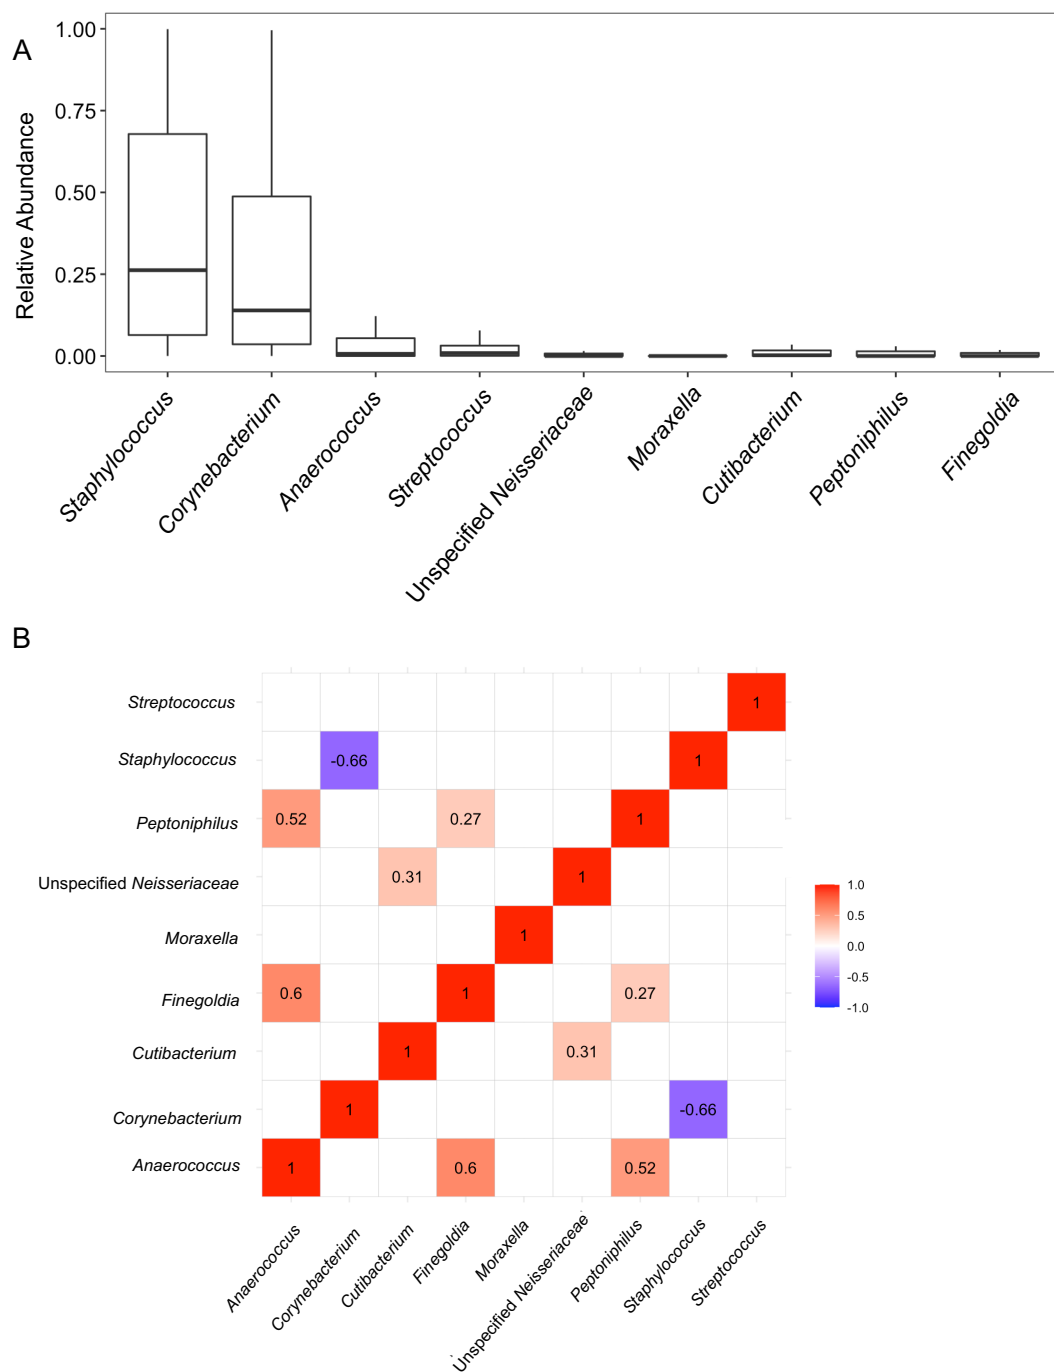 A
Relative Abundance
1.00
0.75
0.50
0.25
0.00
Staphylococcus
Corynebacterium
Anaerococcus
Streptococcus
Unspecified Neisseriaceae
Moraxella
Cutibacterium
Peptoniphilus
Finegoldia
B
Streptococcus
1
Staphylococcus
-0.66
1
Peptoniphilus
0.52
0.27
1
Unspecified Neisseriaceae
0.31
1
Moraxella
1
Finegoldia
0.6
1
0.27
Cutibacterium
1
0.31
Corynebacterium
1
-0.66
Anaerococcus
1
0.6
0.52
1.0
0.5
0.0
-0.5
-1.0
Anaerococcus
Corynebacterium
Cutibacterium
Finegoldia
Moraxella
Unspecified Neisseriaceae
Peptoniphilus
Staphylococcus
Streptococcus